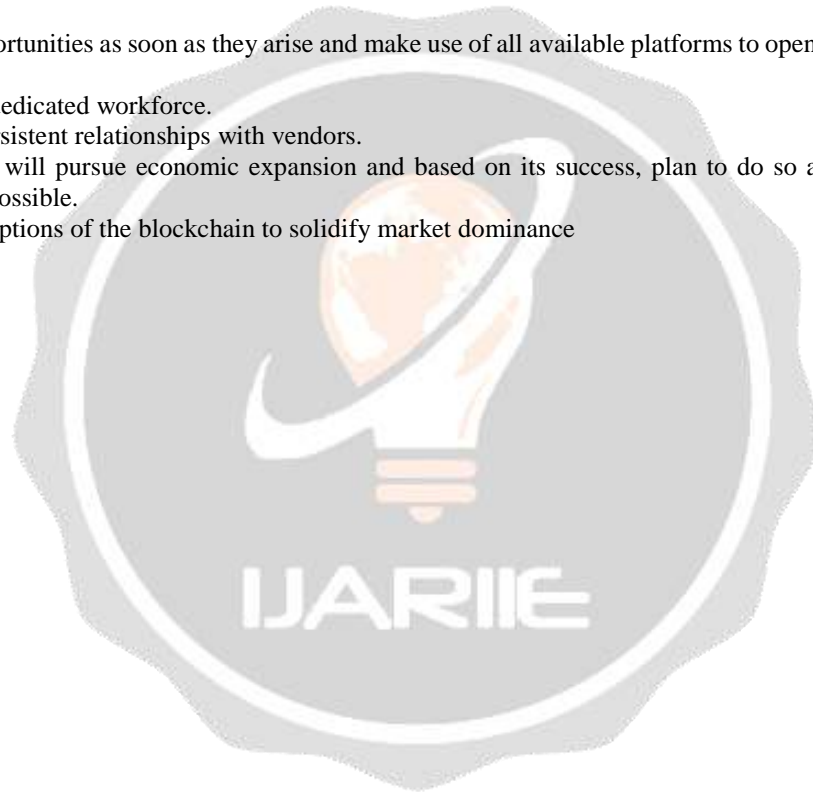 ortunities as soon as they arise and make use of all available platforms to open
edicated workforce.
sistent relationships with vendors.
will pursue economic expansion and based on its success, plan to do so a
ossible.
ptions of the blockchain to solidify market dominance
IJARIIE